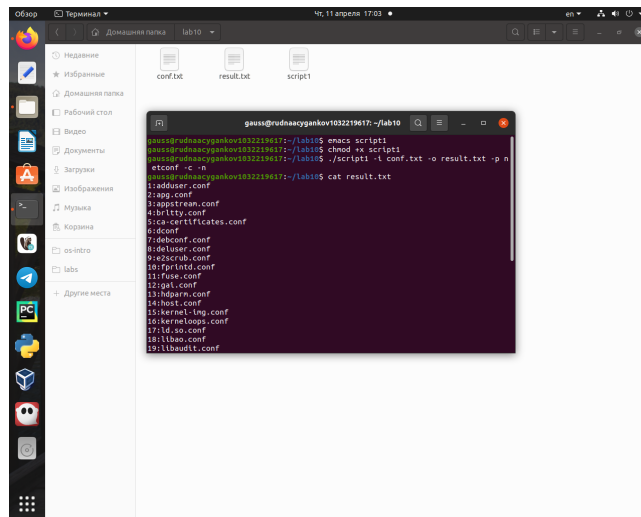 Обзор Терминал Чт, 11 апреля 17:03 en
Домашняя папка lab10
Недавние
Избранные
Домашняя папка
Рабочий стол
Видео
Документы
Загрузки
Изображения
Музыка
Корзина
os-intro
labs
Другие места
conf.txt result.txt script1
gauss@rudnaacygankov1032219617: ~/lab10
gauss@rudnaacygankov1032219617:~/lab10$ emacs script1
gauss@rudnaacygankov1032219617:~/lab10$ chmod +x script1
gauss@rudnaacygankov1032219617:~/lab10$ ./script1 -i conf.txt -o result.txt -p n
etconf -c -n
gauss@rudnaacygankov1032219617:~/lab10$ cat result.txt
1:adduser.conf
2:apg.conf
3:appstream.conf
4:brltty.conf
5:ca-certificates.conf
6:dconf
7:debconf.conf
8:deluser.conf
9:e2scrub.conf
10:fprintd.conf
11:fuse.conf
12:gai.conf
13:hdparm.conf
14:host.conf
15:kernel-img.conf
16:kerneloops.conf
17:ld.so.conf
18:libao.conf
19:libaudit.conf
PC